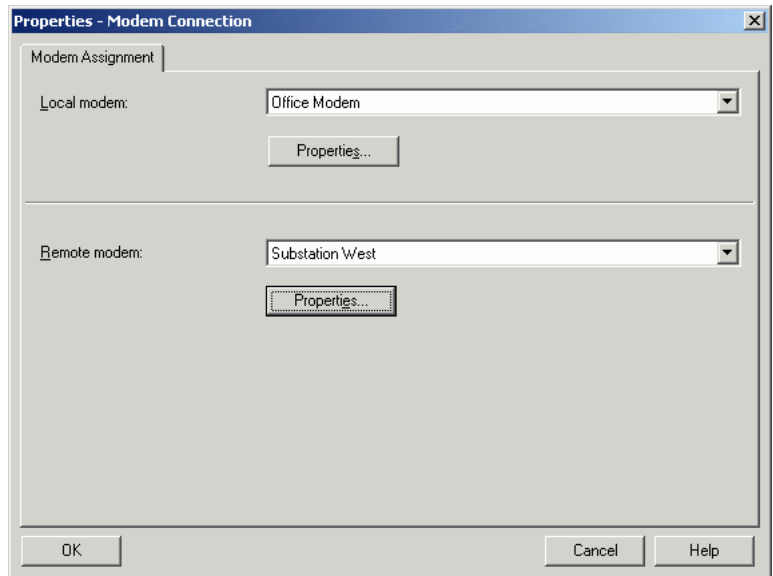 Properties - Modem Connection
Modem Assignment
Local modem: Office Modem
Properties...
Remote modem: Substation West
Properties...
OK Cancel Help